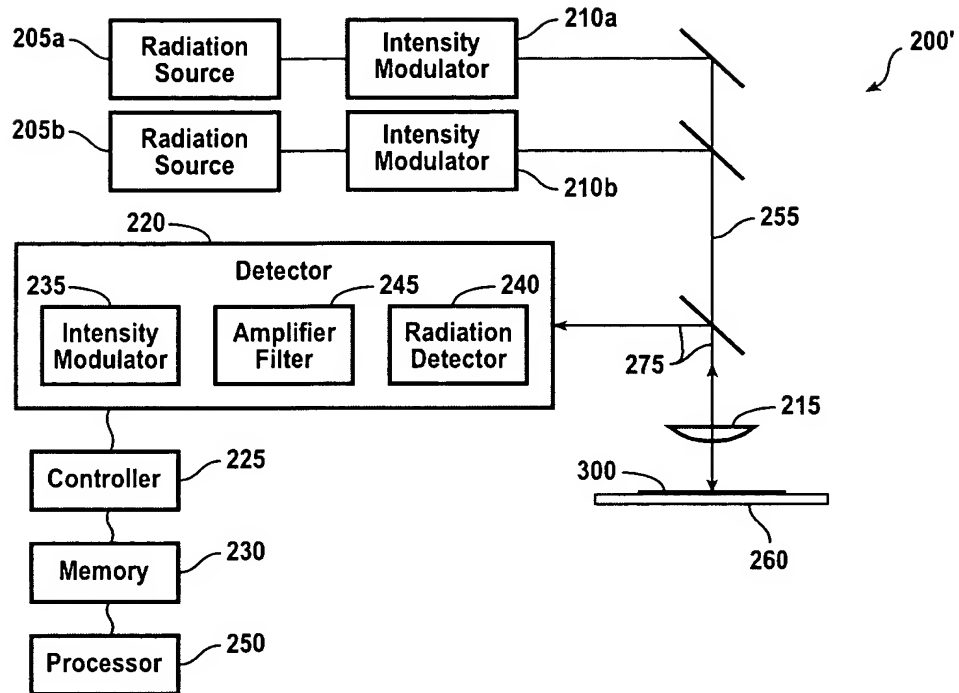 205a
Radiation
Source
Intensity
Modulator
210a
200'
205b
Radiation
Source
Intensity
Modulator
210b
220
255
Detector
235
245
240
Intensity
Modulator
Amplifier
Filter
Radiation
Detector
275
215
Controller
225
300
260
Memory
230
Processor
250